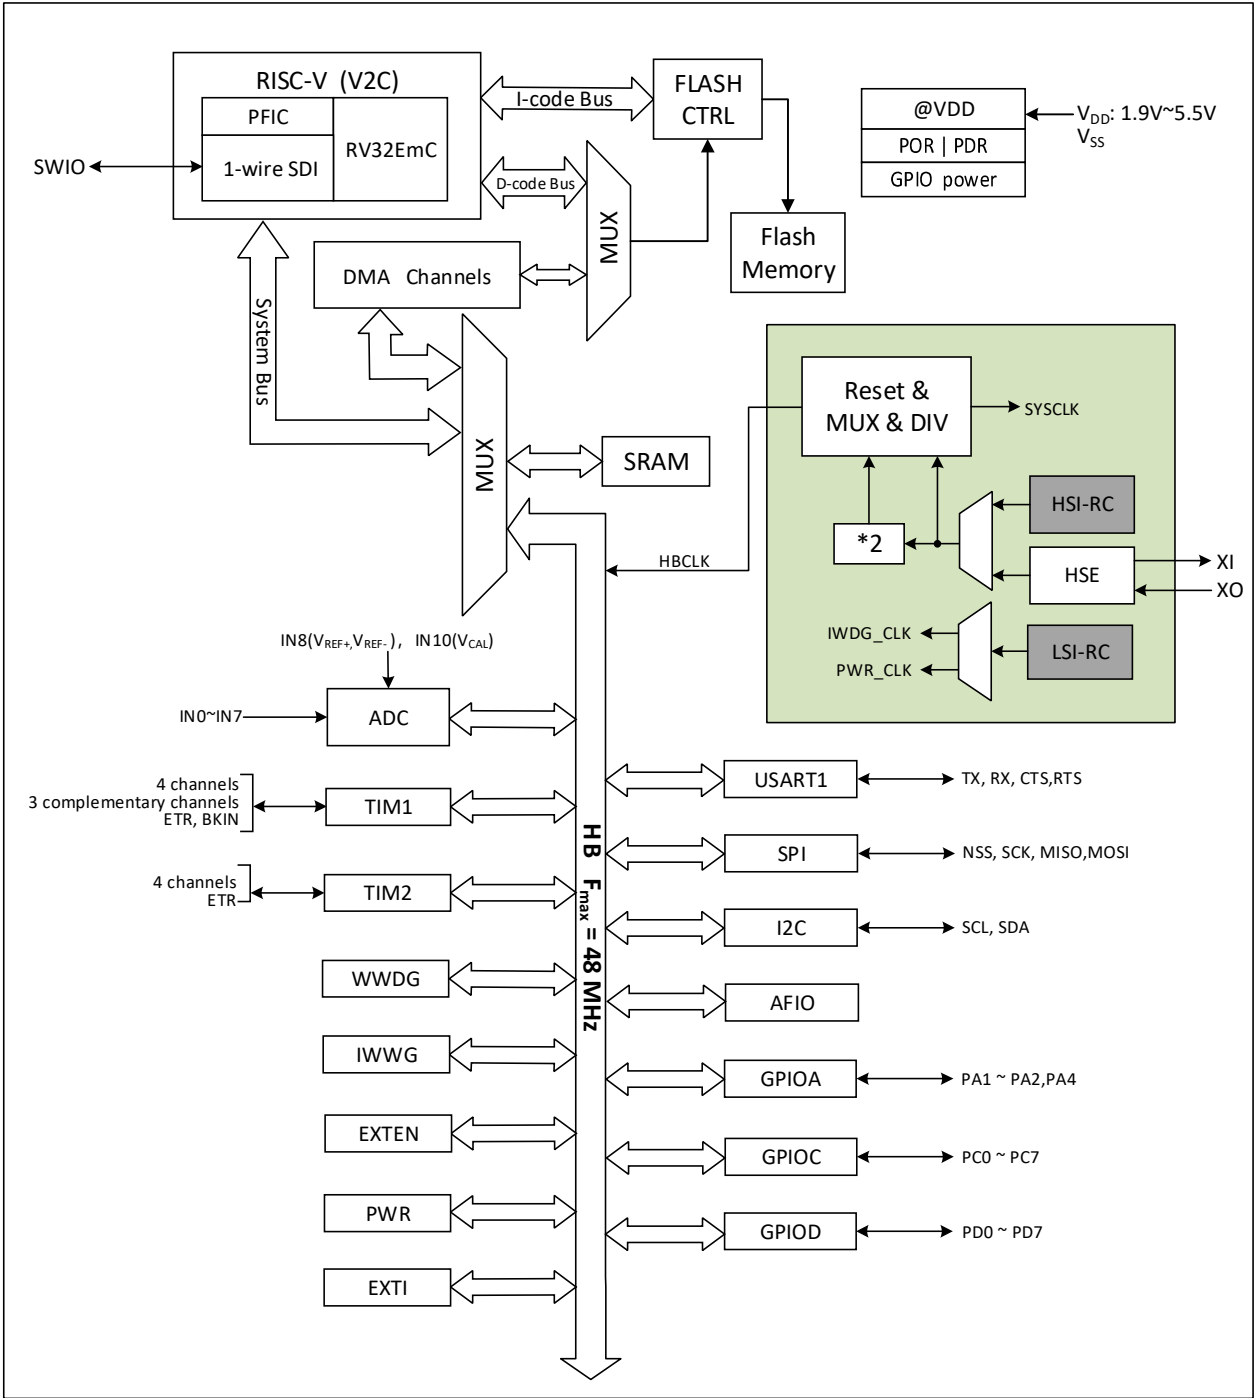 RISC-V (V2C)
PFIC
1-wire SDI
RV32EmC
SWIO
I-code Bus
D-code Bus
FLASH
CTRL
MUX
Flash
Memory
@VDD
POR | PDR
GPIO power
VDD: 1.9V~5.5V
VSS
DMA Channels
System Bus
MUX
SRAM
Reset &
MUX & DIV
SYSCLK
*2
HSI-RC
HSE
XI
XO
HBCLK
IWDG_CLK
PWR_CLK
LSI-RC
IN8(VREF+,VREF-), IN10(VCAL)
IN0~IN7
ADC
4 channels
3 complementary channels
ETR, BKIN
TIM1
4 channels
ETR
TIM2
WWDG
IWWG
EXTEN
PWR
EXTI
HB Fmax = 48 MHz
USART1
TX, RX, CTS,RTS
SPI
NSS, SCK, MISO,MOSI
I2C
SCL, SDA
AFIO
GPIOA
PA1 ~ PA2,PA4
GPIOC
PC0 ~ PC7
GPIOD
PD0 ~ PD7